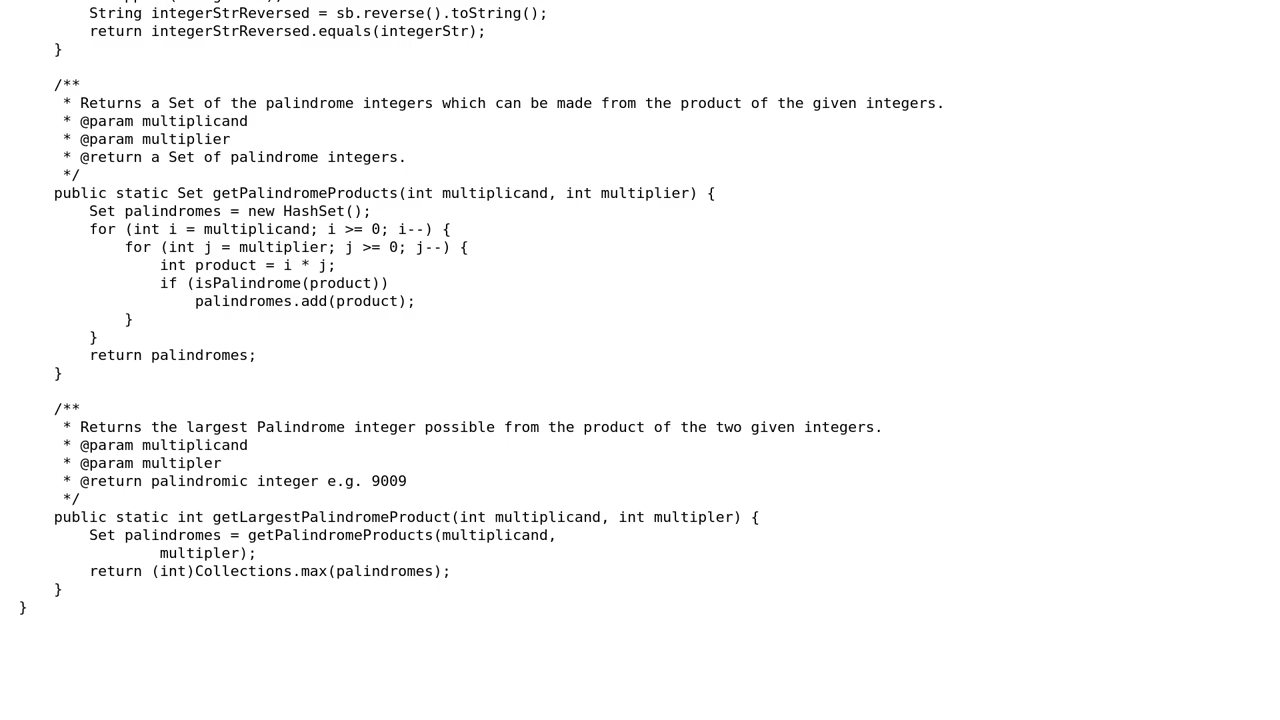 String integerStrReversed = sb.reverse().toString();
return integerStrReversed.equals(integerStr);
}
/**
* Returns a Set of the palindrome integers which can be made from the product of the given integers.
* @param multiplicand
* @param multiplier
* @return a Set of palindrome integers.
*/
public static Set getPalindromeProducts(int multiplicand, int multiplier) {
Set palindromes = new HashSet();
for (int i = multiplicand; i >= 0; i--) {
for (int j = multiplier; j >= 0; j--) {
int product = i * j;
if (isPalindrome(product))
palindromes.add(product);
}
}
return palindromes;
}
/**
* Returns the largest Palindrome integer possible from the product of the two given integers.
* @param multiplicand
* @param multipler
* @return palindromic integer e.g. 9009
*/
public static int getLargestPalindromeProduct(int multiplicand, int multipler) {
Set palindromes = getPalindromeProducts(multiplicand,
multipler);
return (int)Collections.max(palindromes);
}
}